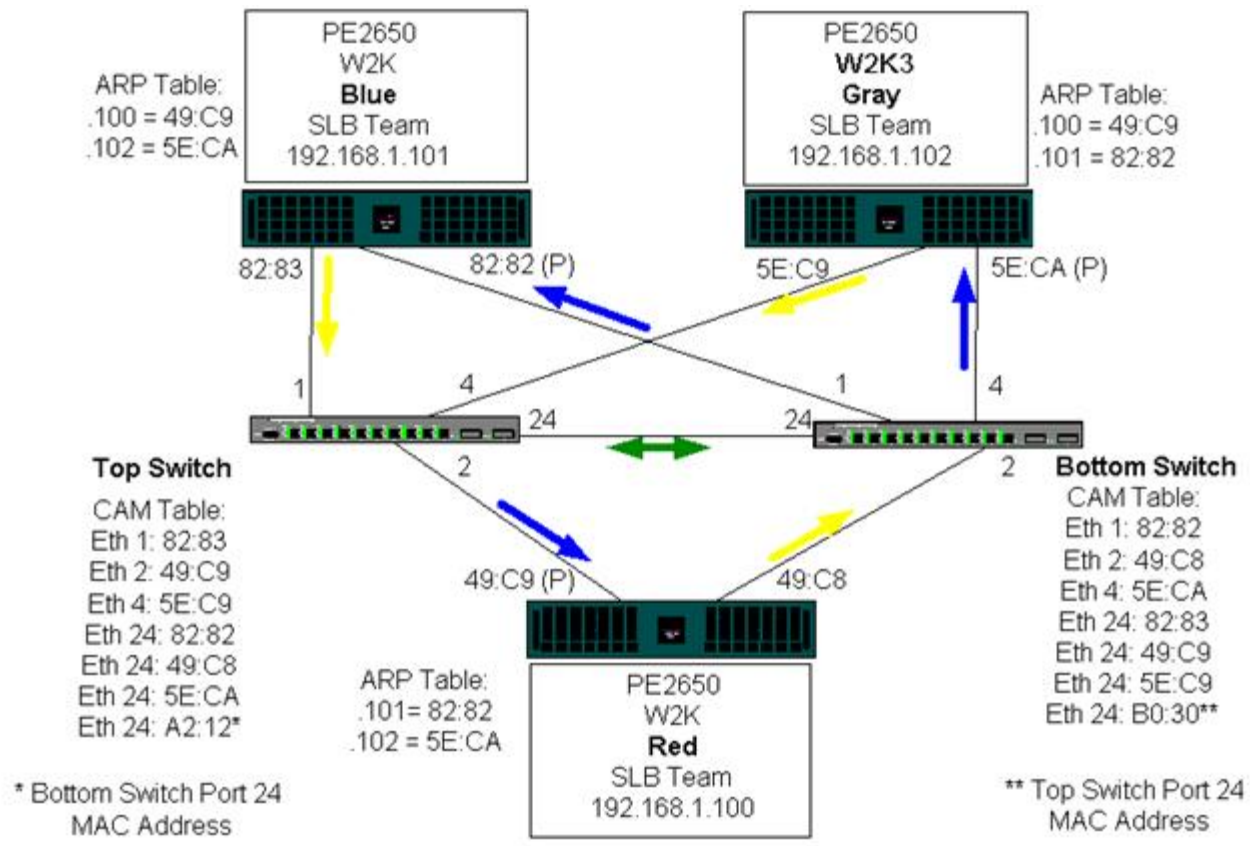 PE2650
W2K
Blue
SLB Team
192.168.1.101
ARP Table:
.100 = 49:C9
.102 = 5E:CA
PE2650
W2K3
Gray
SLB Team
192.168.1.102
ARP Table:
.100 = 49:C9
.101 = 82:82
82:83
82:82 (P)
5E:C9
5E:CA (P)
1
4
1
4
24
24
2
2
Top Switch
CAM Table:
Eth 1: 82:83
Eth 2: 49:C9
Eth 4: 5E:C9
Eth 24: 82:82
Eth 24: 49:C8
Eth 24: 5E:CA
Eth 24: A2:12*
* Bottom Switch Port 24
MAC Address
Bottom Switch
CAM Table:
Eth 1: 82:82
Eth 2: 49:C8
Eth 4: 5E:CA
Eth 24: 82:83
Eth 24: 49:C9
Eth 24: 5E:C9
Eth 24: B0:30**
** Top Switch Port 24
MAC Address
49:C9 (P)
49:C8
ARP Table:
.101= 82:82
.102 = 5E:CA
PE2650
W2K
Red
SLB Team
192.168.1.100